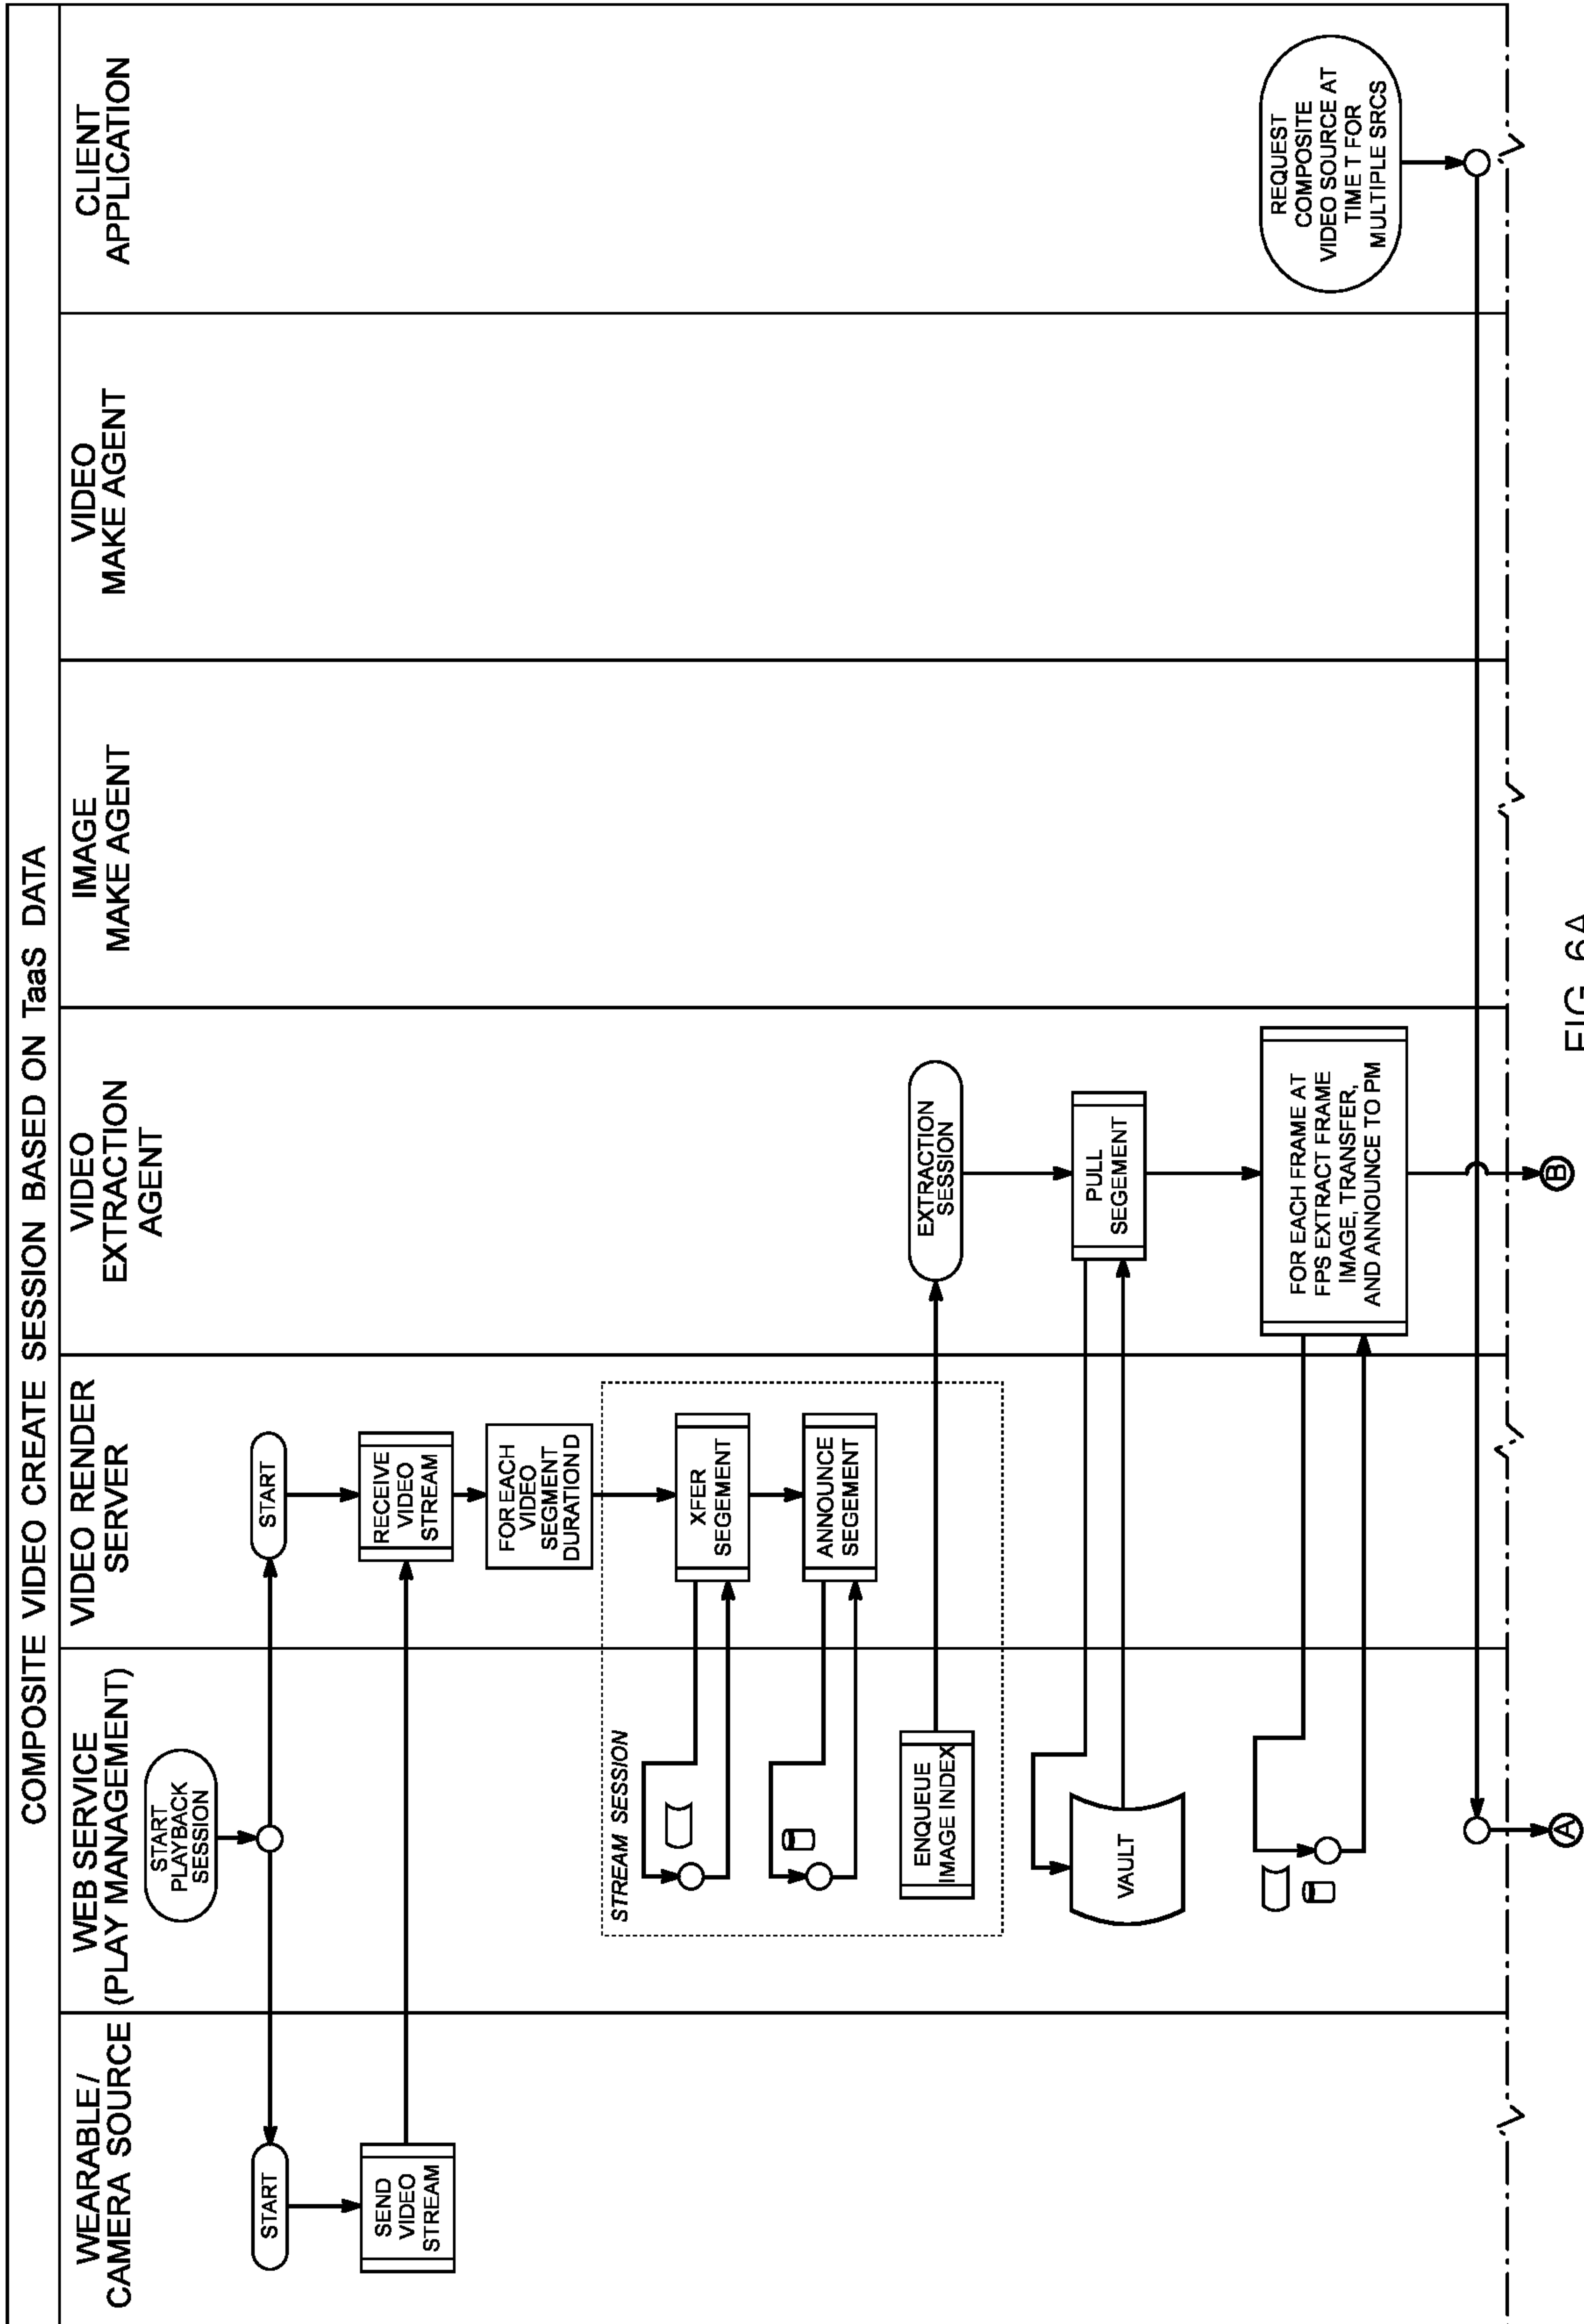 COMPOSITE VIDEO CREATE SESSION BASED ON TaaS DATA
WEARABLE /
CAMERA SOURCE
WEB SERVICE
(PLAY MANAGEMENT)
VIDEO RENDER
SERVER
VIDEO
EXTRACTION
AGENT
IMAGE
MAKE AGENT
VIDEO
MAKE AGENT
CLIENT
APPLICATION
START
PLAYBACK
SESSION
START
START
SEND
VIDEO
STREAM
RECEIVE
VIDEO
STREAM
FOR EACH
VIDEO
SEGMENT
DURATION D
STREAM SESSION
XFER
SEGEMENT
ANNOUNCE
SEGEMENT
ENQUEUE
IMAGE INDEX
EXTRACTION
SESSION
VAULT
PULL
SEGEMENT
FOR EACH FRAME AT
FPS EXTRACT FRAME
IMAGE, TRANSFER,
AND ANNOUNCE TO PM
REQUEST
COMPOSITE
VIDEO SOURCE AT
TIME T FOR
MULTIPLE SRCS
A
B
FIG. 6A